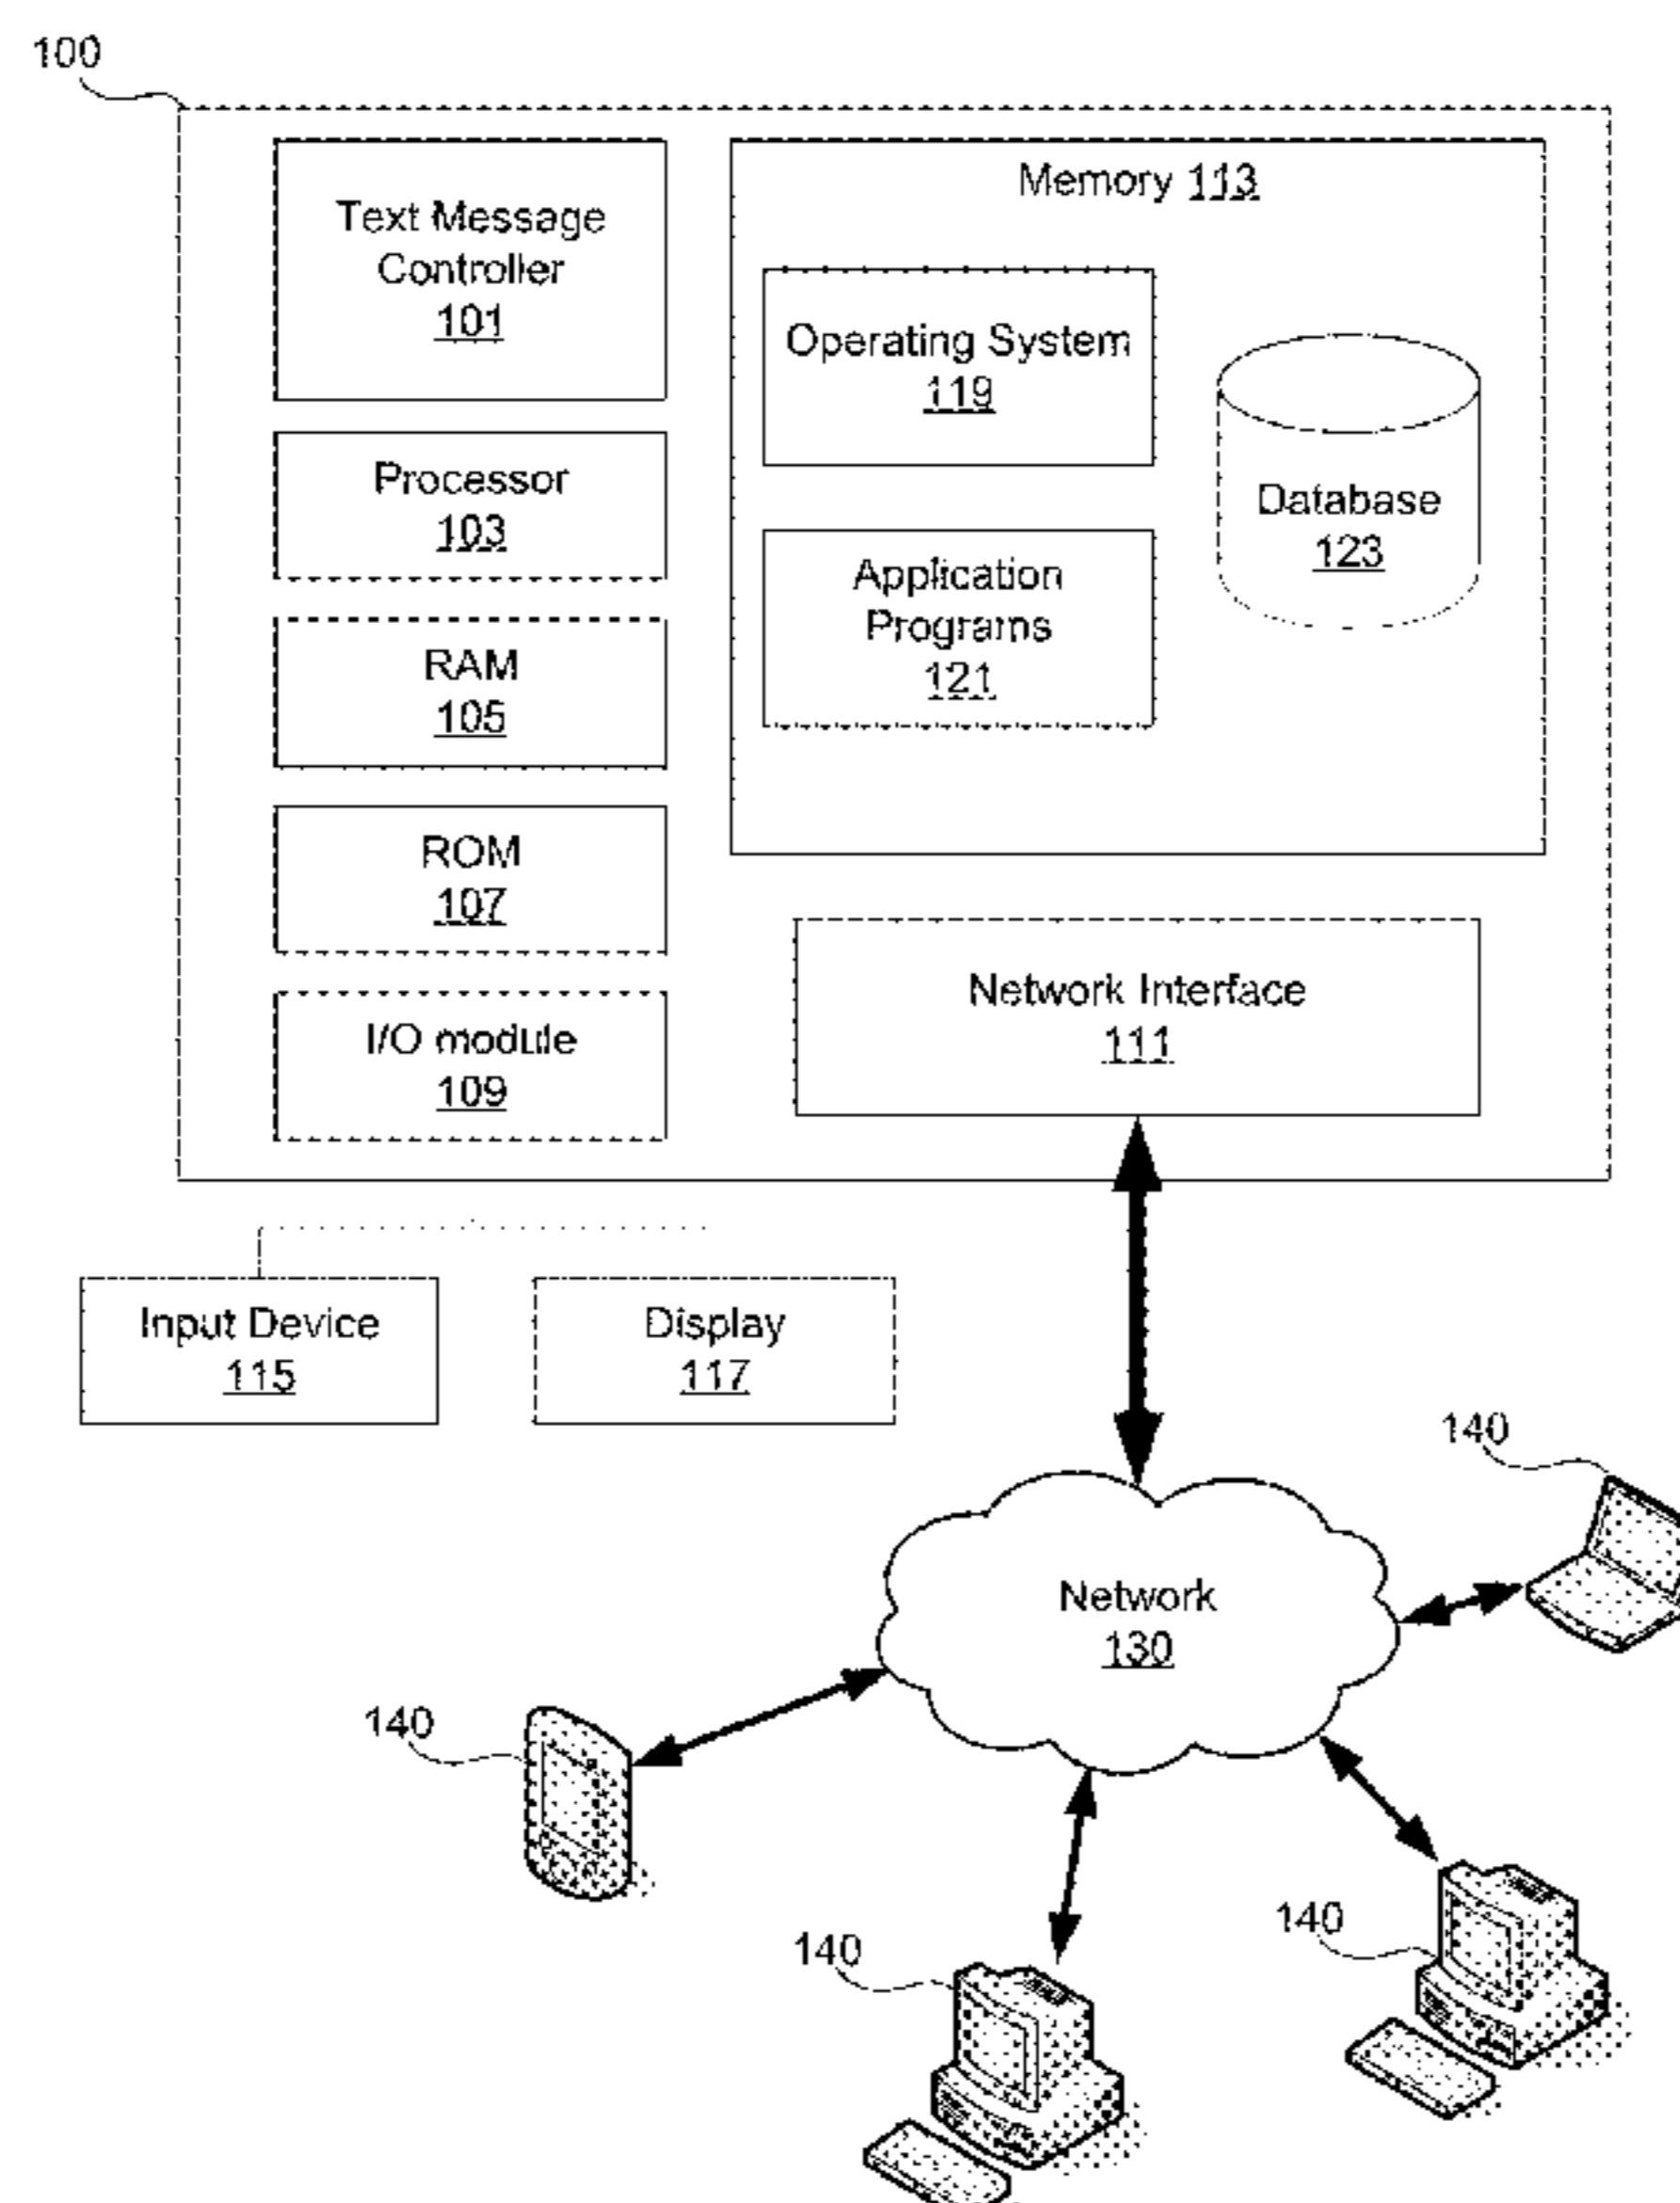 100
Text Message
Controller
101
Processor
103
RAM
105
ROM
107
I/O module
109
Memory 113
Operating System
119
Application
Programs
121
Database
123
Network Interface
111
Input Device
115
Display
117
Network
130
140
140
140
140